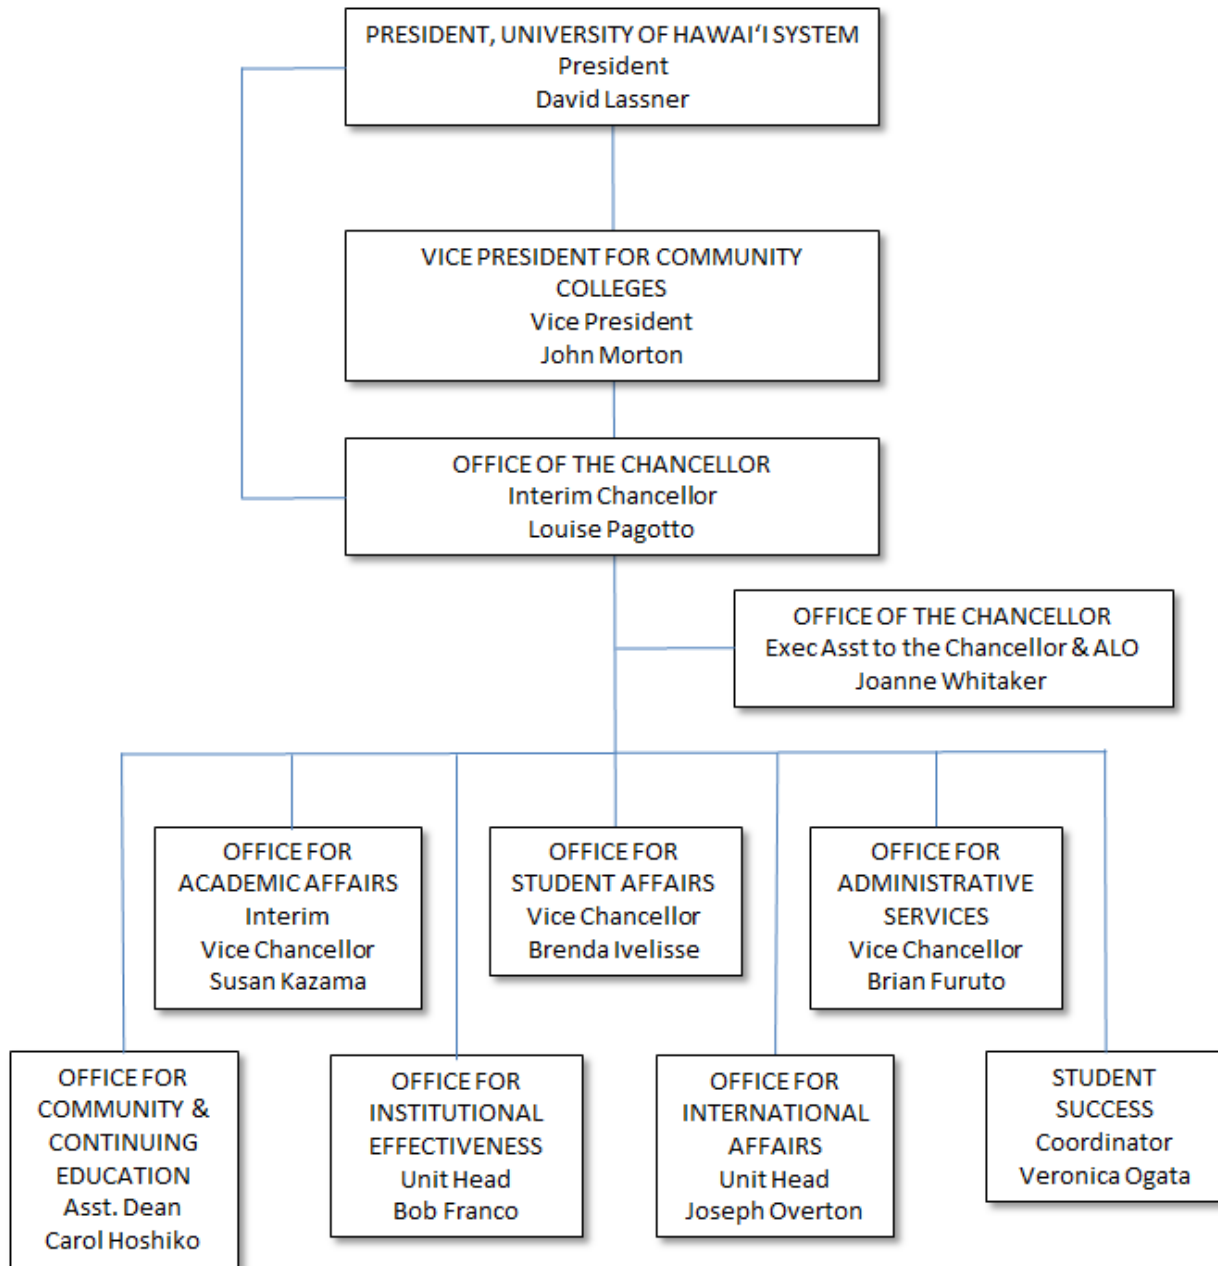 PRESIDENT, UNIVERSITY OF HAWAI‘I SYSTEM
President
David Lassner
VICE PRESIDENT FOR COMMUNITY
COLLEGES
Vice President
John Morton
OFFICE OF THE CHANCELLOR
Interim Chancellor
Louise Pagotto
OFFICE OF THE CHANCELLOR
Exec Asst to the Chancellor & ALO
Joanne Whitaker
OFFICE FOR
ACADEMIC AFFAIRS
Interim
Vice Chancellor
Susan Kazama
OFFICE FOR
STUDENT AFFAIRS
Vice Chancellor
Brenda Ivelisse
OFFICE FOR
ADMINISTRATIVE
SERVICES
Vice Chancellor
Brian Furuto
OFFICE FOR
COMMUNITY &
CONTINUING
EDUCATION
Asst. Dean
Carol Hoshiko
OFFICE FOR
INSTITUTIONAL
EFFECTIVENESS
Unit Head
Bob Franco
OFFICE FOR
INTERNATIONAL
AFFAIRS
Unit Head
Joseph Overton
STUDENT
SUCCESS
Coordinator
Veronica Ogata